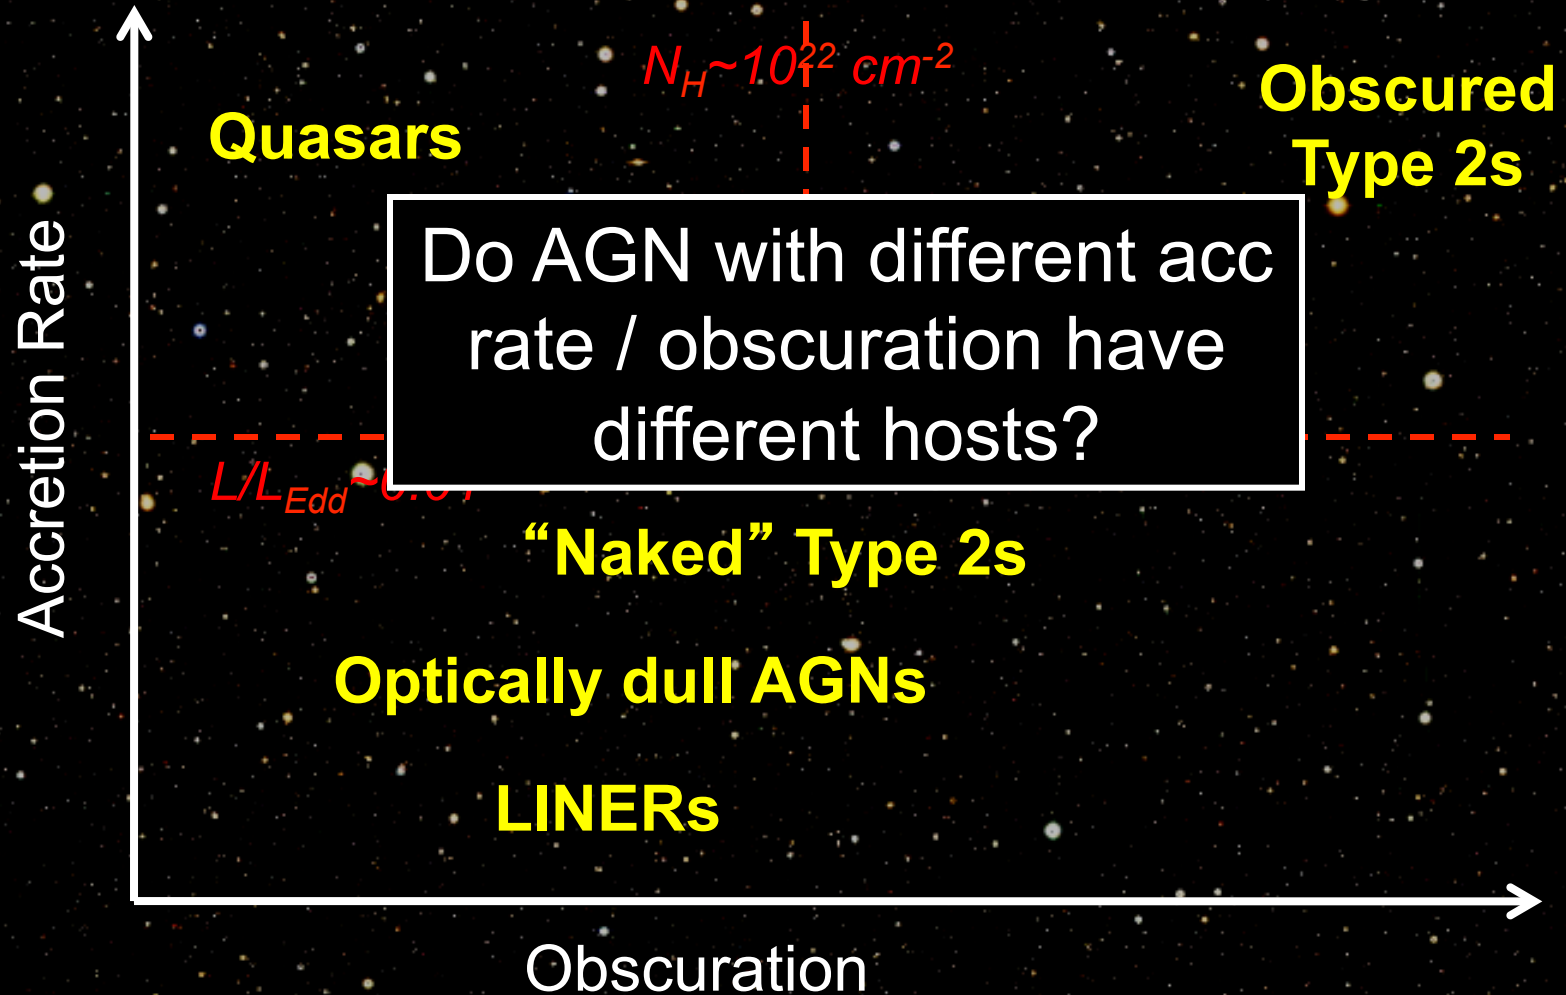 N_H~10^22 cm^-2
Obscured
Type 2s
Quasars
Do AGN with different acc
rate / obscuration have
different hosts?
Accretion Rate
L/L_Edd
“Naked” Type 2s
Optically dull AGNs
LINERs
Obscuration